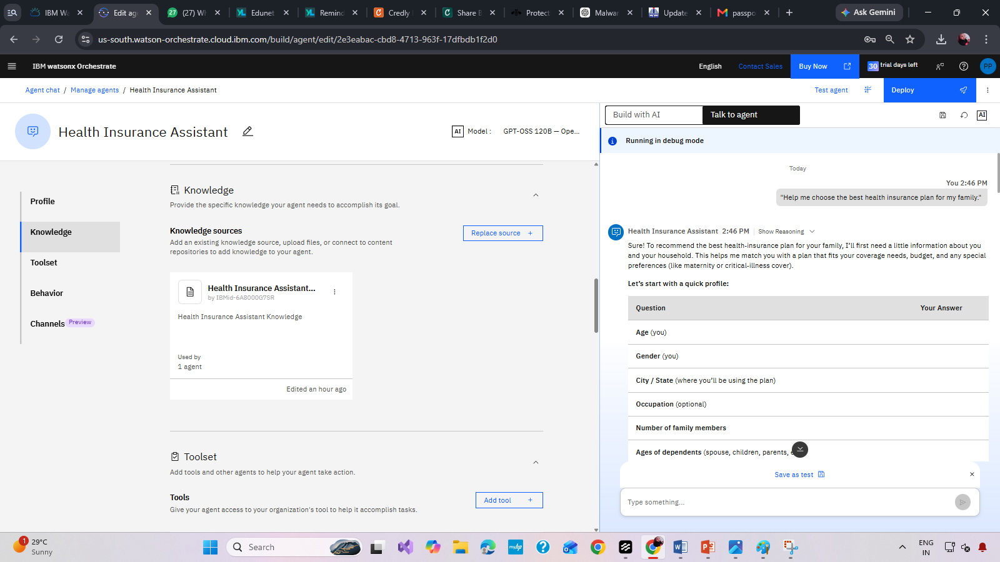 IBM Wa
Edit age
27 (27) Wh
Edunet
Remind
Credly
Share B
Protect
Malwar
Update
passpo
Ask Gemini
us-south.watson-orchestrate.cloud.ibm.com/build/agent/edit/2e3eabac-cbd8-4713-963f-17dfbdb1f2d0
IBM watsonx Orchestrate
English
Contact Sales
Buy Now
30 trial days left
PP
Agent chat / Manage agents / Health Insurance Assistant
Test agent
Deploy
Health Insurance Assistant
AI Model : GPT-OSS 120B — Ope...
Profile
Knowledge
Toolset
Behavior
Channels Preview
Knowledge
Provide the specific knowledge your agent needs to accomplish its goal.
Knowledge sources
Add an existing knowledge source, upload files, or connect to content
repositories to add knowledge to your agent.
Replace source +
Health Insurance Assistant...
by IBMid-6A8000G7SR
Health Insurance Assistant Knowledge
Used by
1 agent
Edited an hour ago
Toolset
Add tools and other agents to help your agent take action.
Tools
Give your agent access to your organization's tool to help it accomplish tasks.
Add tool +
Build with AI
Talk to agent
AI
Running in debug mode
Today
You 2:46 PM
"Help me choose the best health insurance plan for my family."
Health Insurance Assistant 2:46 PM Show Reasoning
Sure! To recommend the best health-insurance plan for your family, I'll first need a little information about you
and your household. This helps me match you with a plan that fits your coverage needs, budget, and any special
preferences (like maternity or critical-illness cover).
Let's start with a quick profile:
Question Your Answer
Age (you)
Gender (you)
City / State (where you'll be using the plan)
Occupation (optional)
Number of family members
Ages of dependents (spouse, children, parents,
Save as test
Type something...
1
29°C
Sunny
Search
myhp
ENG
IN